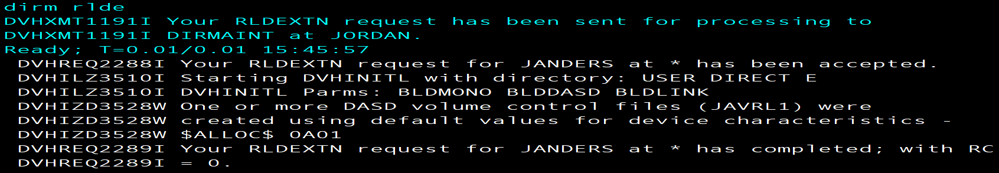 dirm rlde
DVHXMT1191I Your RLDEXTN request has been sent for processing to
DVHXMT1191I DIRMAINT at JORDAN.
Ready; T=0.01/0.01 15:45:57
DVHREQ2288I Your RLDEXTN request for JANDERS at * has been accepted.
DVHILZ3510I Starting DVHINITL with directory: USER DIRECT E
DVHILZ3510I DVHINITL Parms: BLDMONO BLDDASD BLDLINK
DVHIZD3528W One or more DASD volume control files (JAVRL1) were
DVHIZD3528W created using default values for device characteristics -
DVHIZD3528W $ALLOC$ 0A01
DVHREQ2289I Your RLDEXTN request for JANDERS at * has completed; with RC
DVHREQ2289I = 0.